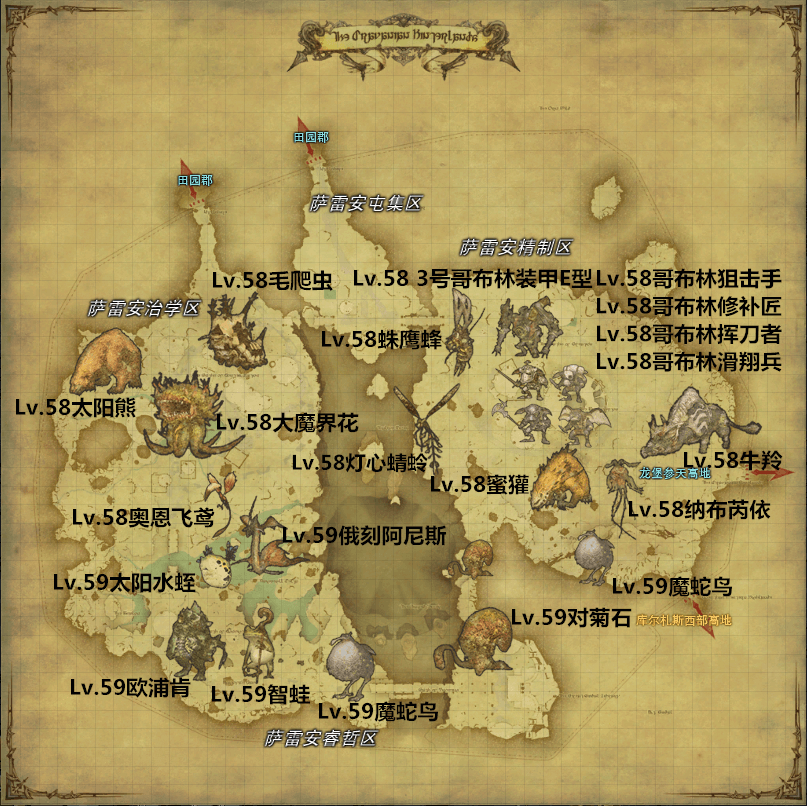 The Dravanian Hinterlands
田园郡
田园郡
萨雷安屯集区
萨雷安精制区
Lv.58毛爬虫
Lv.58 3号哥布林装甲E型
Lv.58哥布林狙击手
Lv.58哥布林修补匠
Lv.58哥布林挥刀者
Lv.58哥布林滑翔兵
萨雷安治学区
Lv.58蛛鹰蜂
Lv.58太阳熊
Lv.58大魔界花
Lv.58灯心蜻蛉
Lv.58牛羚
龙堡参天高地
Lv.58蜜獾
Lv.58纳布芮依
Lv.58奥恩飞鸢
Lv.59俄刻阿尼斯
Lv.59太阳水蛭
Lv.59魔蛇鸟
Lv.59对菊石
库尔札斯西部高地
Lv.59欧浦肯
Lv.59智蛙
Lv.59魔蛇鸟
萨雷安睿哲区